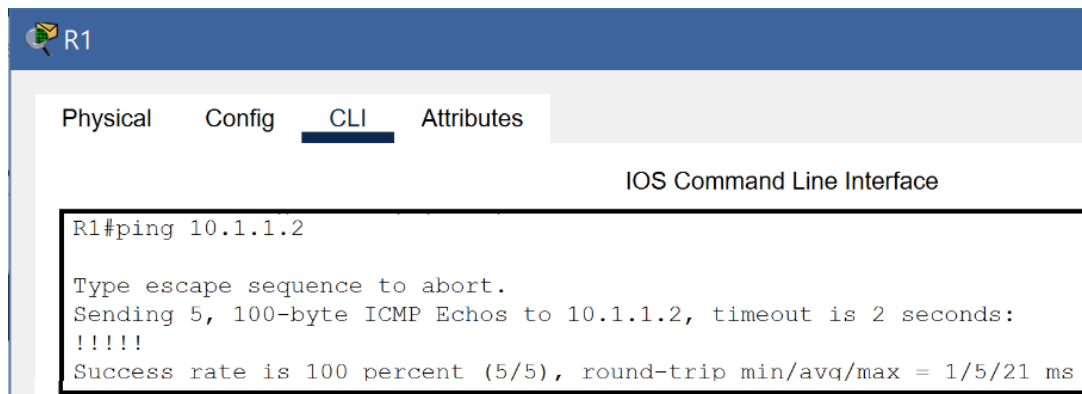 R1
Physical Config CLI Attributes
IOS Command Line Interface
R1#ping 10.1.1.2
Type escape sequence to abort.
Sending 5, 100-byte ICMP Echos to 10.1.1.2, timeout is 2 seconds:
!!!!!
Success rate is 100 percent (5/5), round-trip min/avg/max = 1/5/21 ms